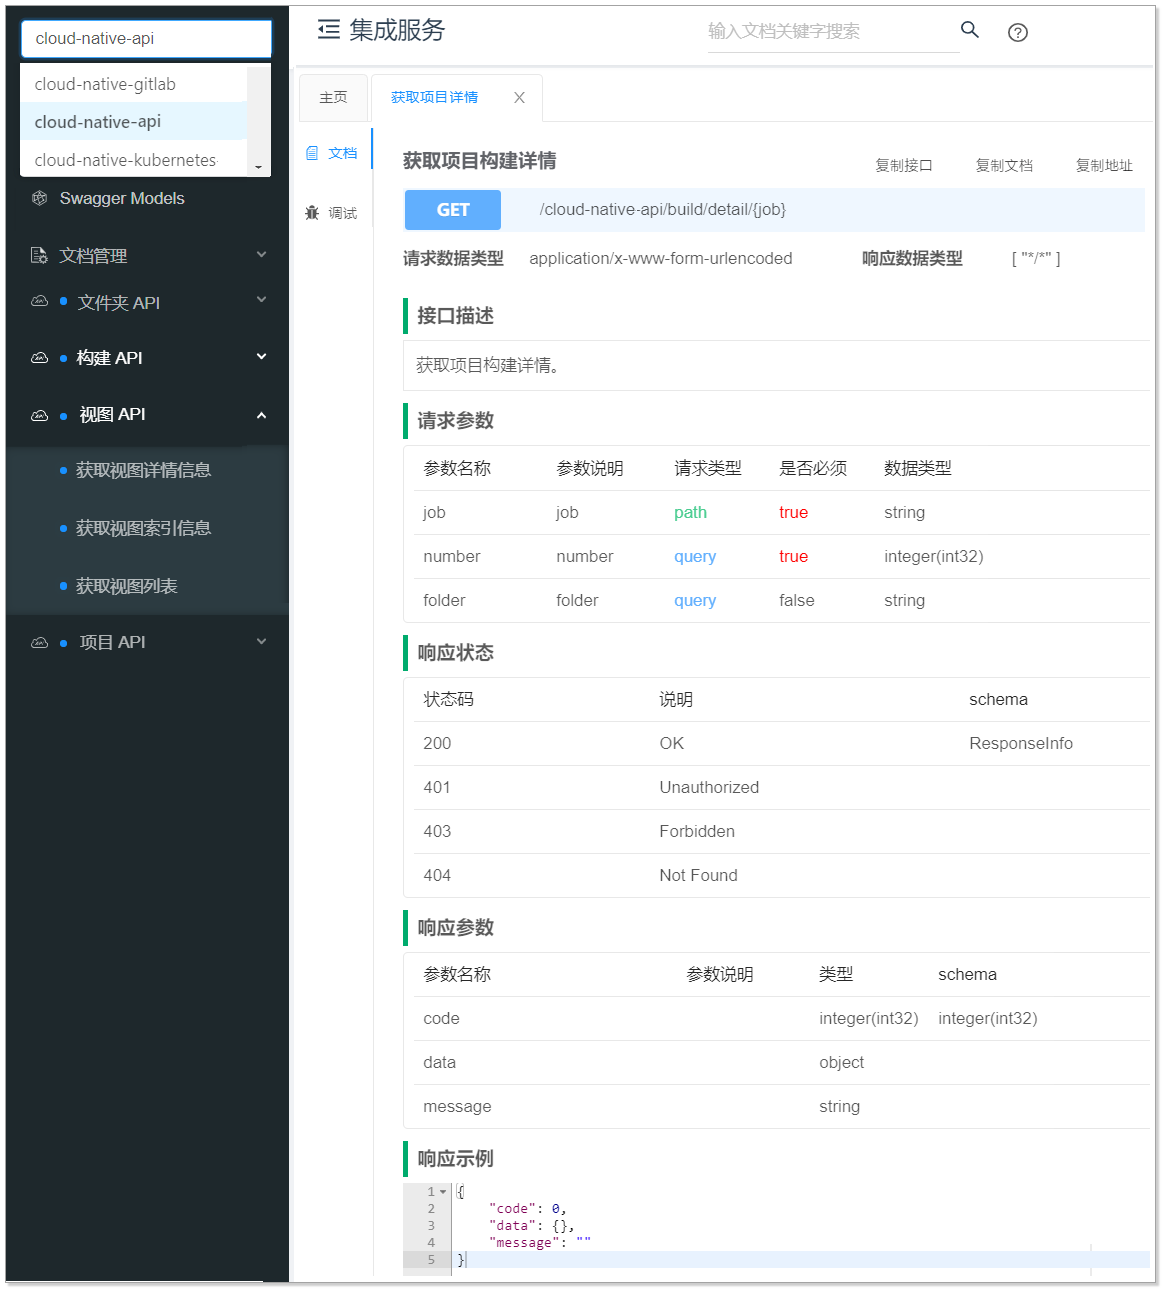 cloud-native-api
cloud-native-gitlab
cloud-native-api
cloud-native-kubernetes-
Swagger Models
文档管理
文件夹 API
构建 API
视图 API
获取视图详情信息
获取视图索引信息
获取视图列表
项目 API
集成服务
输入文档关键字搜索
主页
获取项目详情
文档
调试
获取项目构建详情
复制接口 复制文档 复制地址
GET /cloud-native-api/build/detail/{job}
请求数据类型 application/x-www-form-urlencoded 响应数据类型 [ "*/*" ]
接口描述
获取项目构建详情。
请求参数
参数名称 参数说明 请求类型 是否必须 数据类型
job job path true string
number number query true integer(int32)
folder folder query false string
响应状态
状态码 说明 schema
200 OK ResponseInfo
401 Unauthorized
403 Forbidden
404 Not Found
响应参数
参数名称 参数说明 类型 schema
code integer(int32) integer(int32)
data object
message string
响应示例
1 {
2 "code": 0,
3 "data": {},
4 "message": ""
5 }